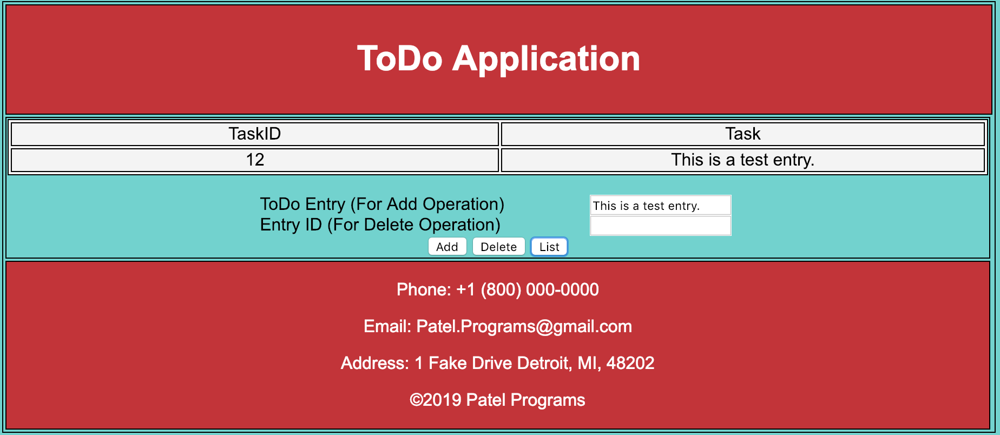 ToDo Application
TaskID Task
12 This is a test entry.
ToDo Entry (For Add Operation) This is a test entry.
Entry ID (For Delete Operation)
Add Delete List
Phone: +1 (800) 000-0000
Email: Patel.Programs@gmail.com
Address: 1 Fake Drive Detroit, MI, 48202
©2019 Patel Programs